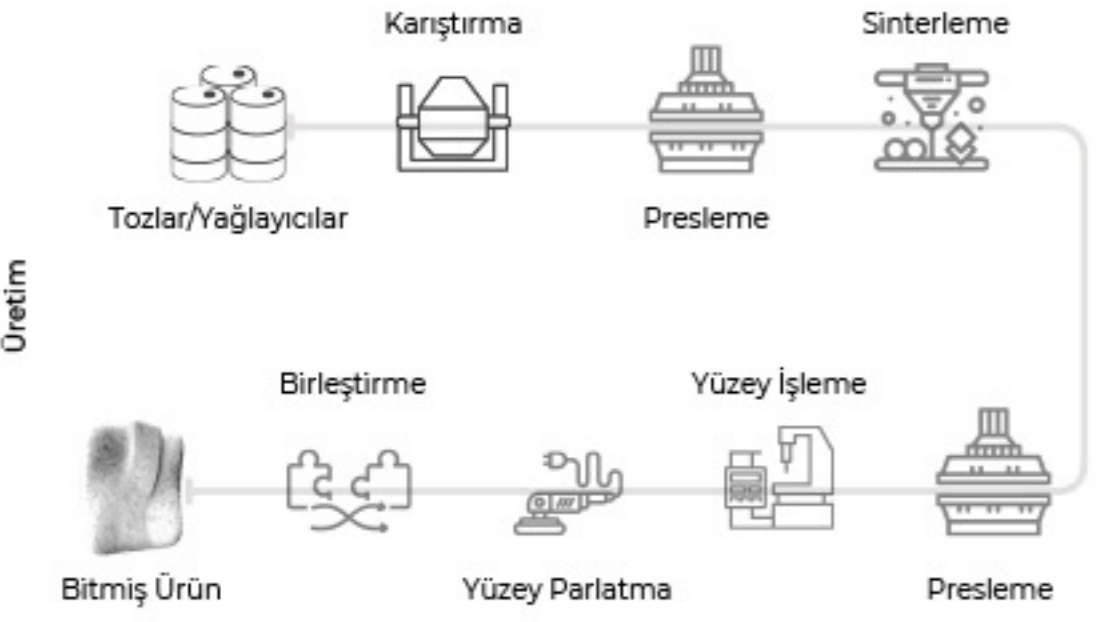 Karıştırma
Sinterleme
Tozlar/Yağlayıcılar
Presleme
Üretim
Birleştirme
Yüzey İşleme
Bitmiş Ürün
Yüzey Parlatma
Presleme